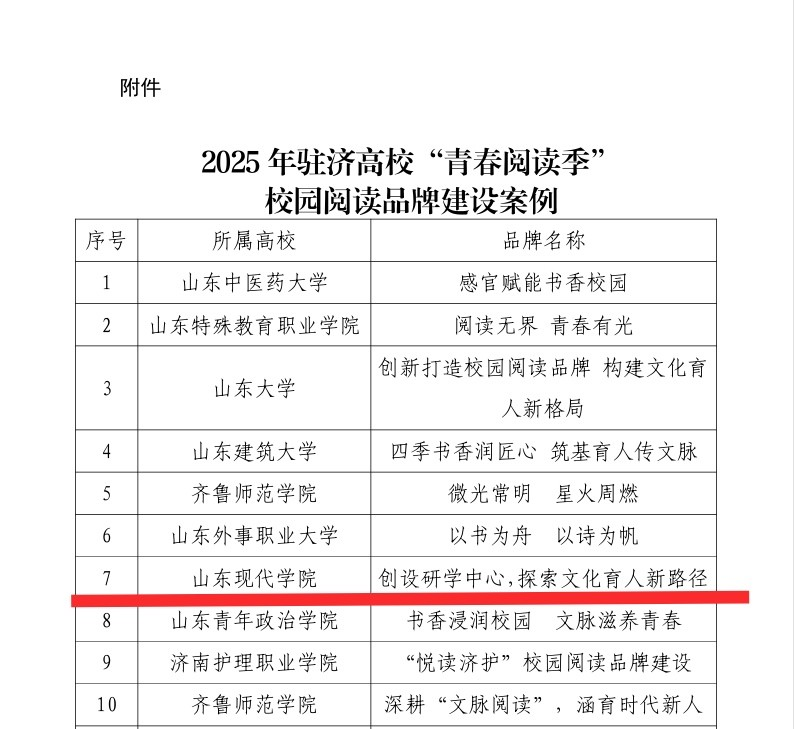 附件
2025 年驻济高校“青春阅读季”
校园阅读品牌建设案例
序号 所属高校 品牌名称
1 山东中医药大学 感官赋能书香校园
2 山东特殊教育职业学院 阅读无界 青春有光
3 山东大学 创新打造校园阅读品牌 构建文化育
人新格局
4 山东建筑大学 四季书香润匠心 筑基育人传文脉
5 齐鲁师范学院 微光常明 星火周燃
6 山东外事职业大学 以书为舟 以诗为帆
7 山东现代学院 创设研学中心,探索文化育人新路径
8 山东青年政治学院 书香浸润校园 文脉滋养青春
9 济南护理职业学院 “悦读济护”校园阅读品牌建设
10 齐鲁师范学院 深耕“文脉阅读”，涵育时代新人